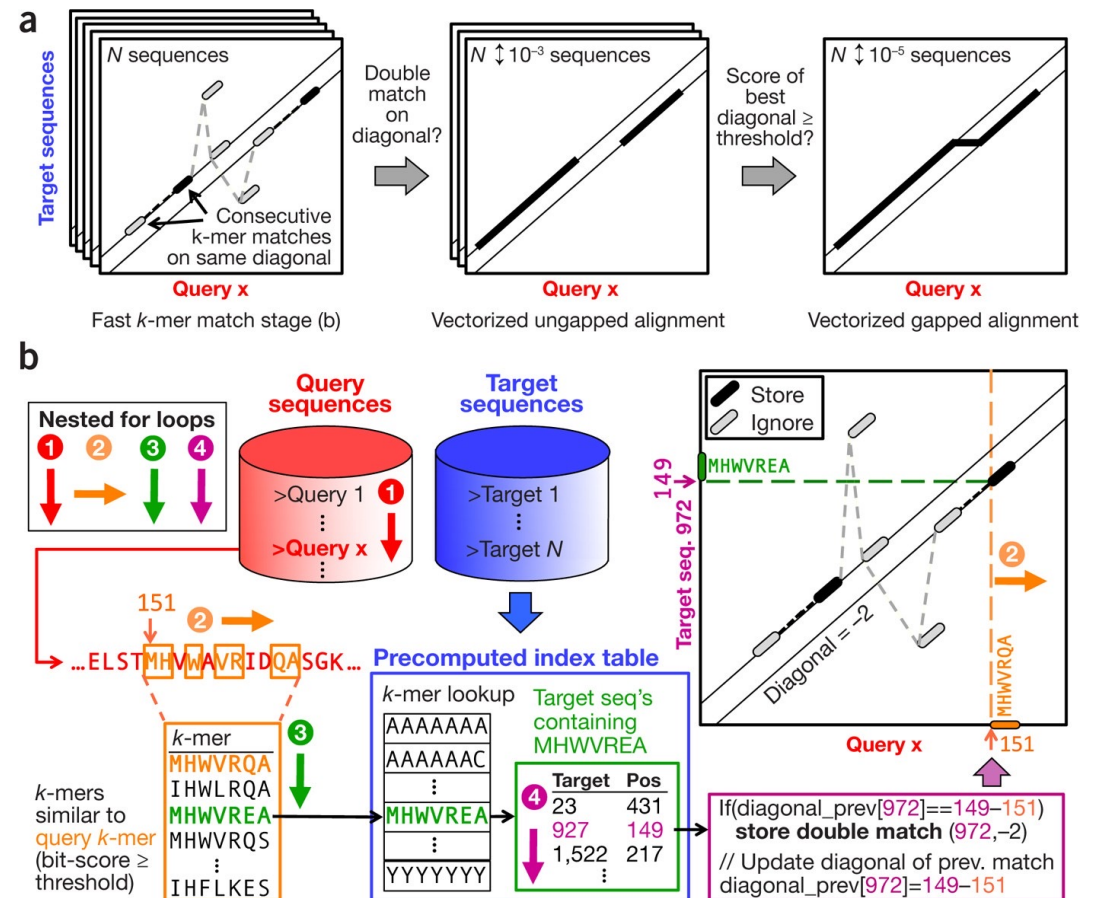 a
Target sequences
N sequences
Consecutive
k-mer matches
on same diagonal
Query x
Fast k-mer match stage (b)
Double
match
on
diagonal?
N ↕10⁻³ sequences
Query x
Vectorized ungapped alignment
Score of
best
diagonal ≥
threshold?
N ↕10⁻⁵ sequences
Query x
Vectorized gapped alignment
b
Nested for loops
1 2 3 4
Query
sequences
>Query 1
1
⋮
>Query x
⋮
Target
sequences
>Target 1
⋮
>Target N
151
2
…ELSTMHVWAVRIDQASGK…
k-mers
similar to
query k-mer
(bit-score ≥
threshold)
k-mer
MHWVRQA
IHWLRQA
MHWVREA
MHWVRQS
⋮
IHFLKES
3
Precomputed index table
k-mer lookup
AAAAAAA
AAAAAAC
⋮
MHWVREA
⋮
YYYYYYY
Target seq's
containing
MHWVREA
4
Target Pos
23 431
927 149
1,522 217
⋮
Store
Ignore
MHWVREA
149
Target seq. 972
Diagonal = –2
2
MHWVRQA
Query x
151
If(diagonal_prev[972]==149–151)
store double match (972,–2)
// Update diagonal of prev. match
diagonal_prev[972]=149–151